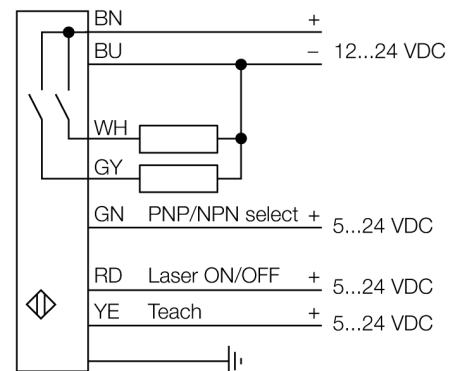 BN +
BU – 12...24 VDC
WH
GY
GN PNP/NPN select + 5...24 VDC
RD Laser ON/OFF + 5...24 VDC
YE Teach + 5...24 VDC